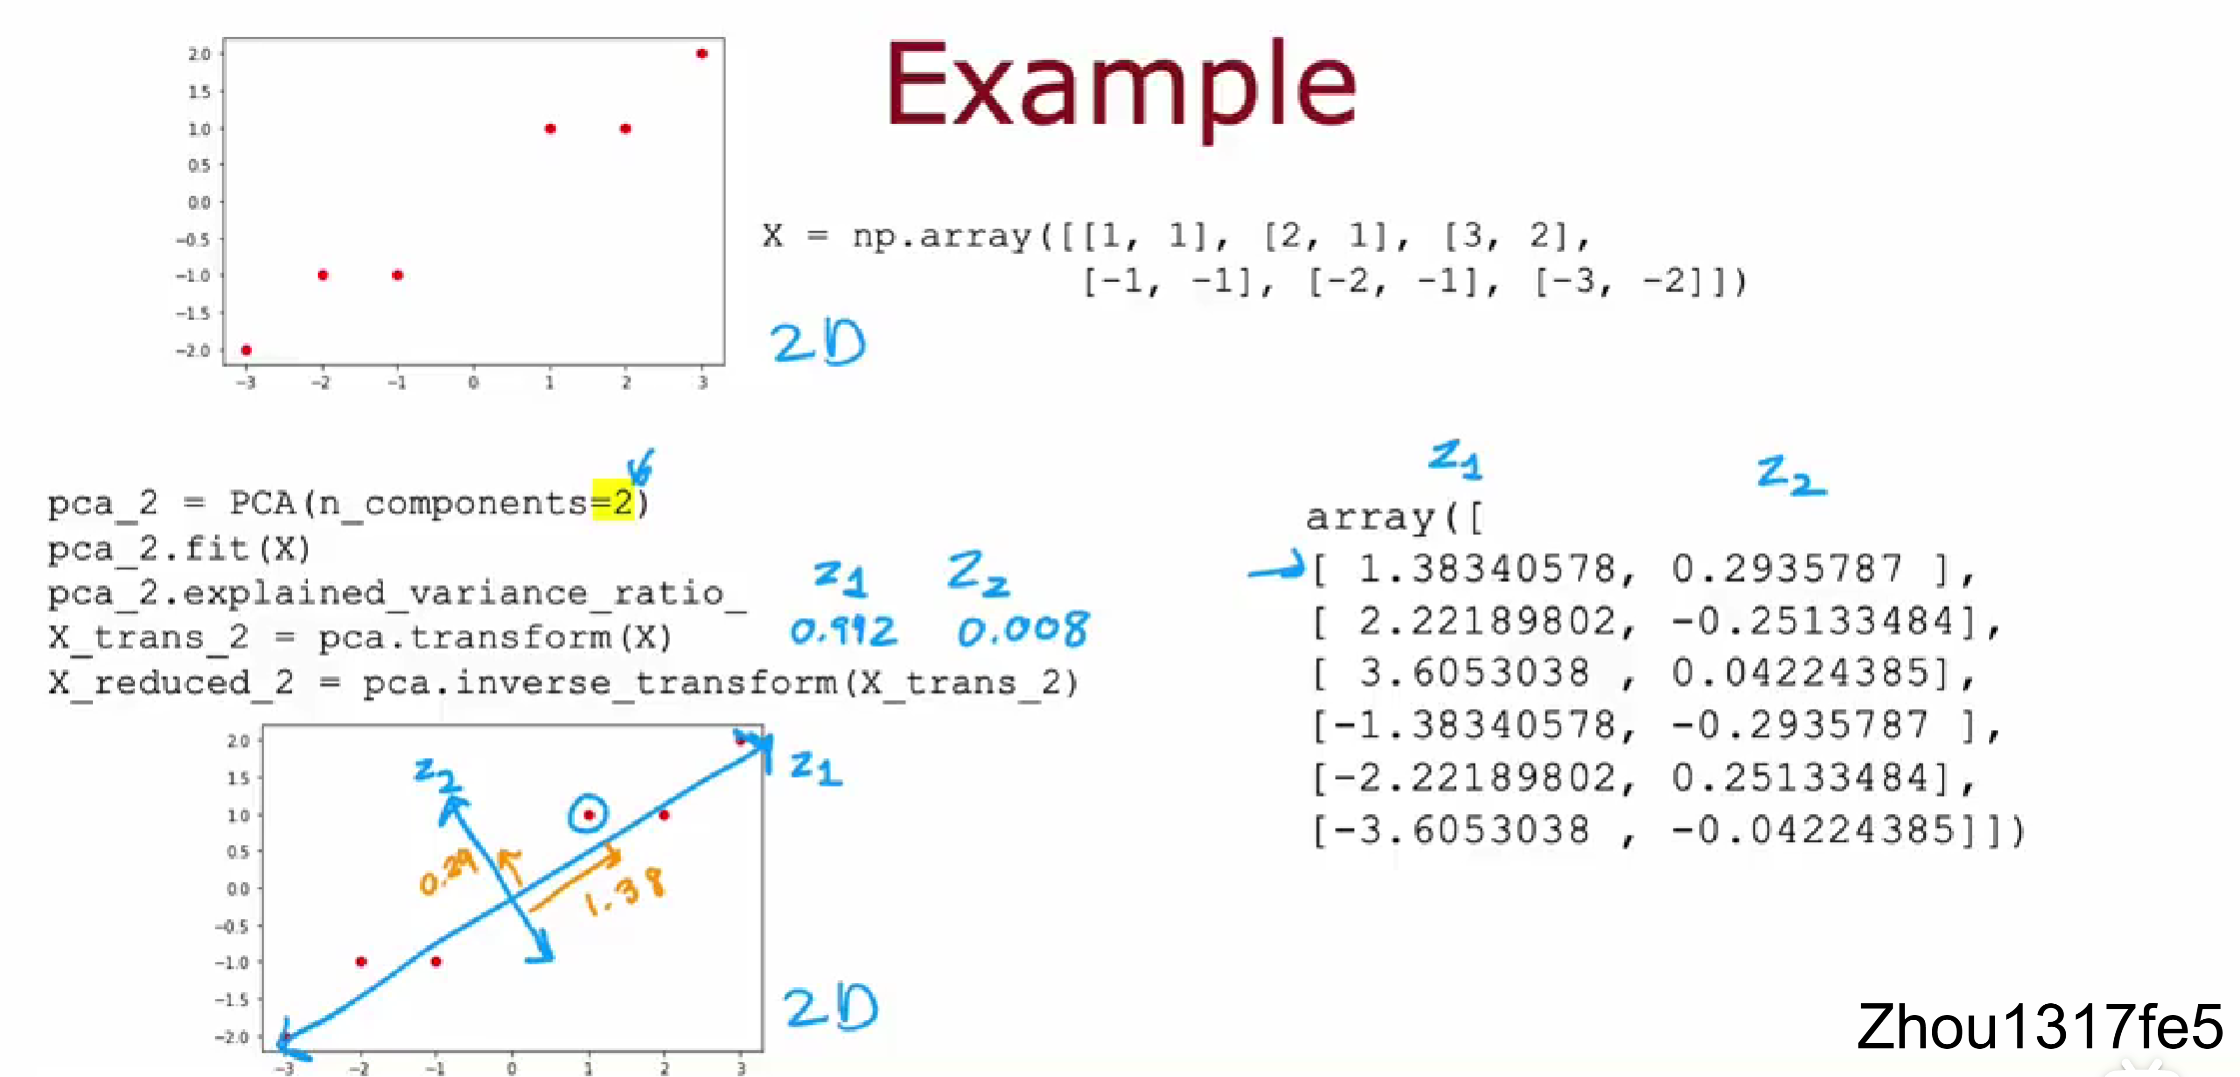 Example
2.0
1.5
1.0
0.5
0.0
−0.5
−1.0
−1.5
−2.0
−3 −2 −1 0 1 2 3
X = np.array([[1, 1], [2, 1], [3, 2],
[-1, -1], [-2, -1], [-3, -2]])
2D
pca_2 = PCA(n_components=2)
pca_2.fit(X)
pca_2.explained_variance_ratio_
X_trans_2 = pca.transform(X)
X_reduced_2 = pca.inverse_transform(X_trans_2)
z1 z2
0.992 0.008
z1 z2
array([
[ 1.38340578, 0.2935787 ],
[ 2.22189802, -0.25133484],
[ 3.6053038 , 0.04224385],
[-1.38340578, -0.2935787 ],
[-2.22189802, 0.25133484],
[-3.6053038 , -0.04224385]])
2.0
1.5
1.0
0.5
0.0
−0.5
−1.0
−1.5
−2.0
−3 −2 −1 0 1 2 3
z2
z1
0.29
1.38
2D
Zhou1317fe5